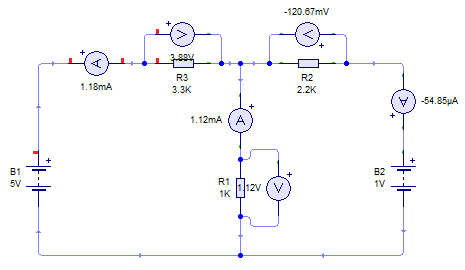 -120.67mV
3.88V
R3
3.3K
R2
2.2K
1.18mA
A
V
V
A
-54.85µA
1.12mA
A
B1
5V
R1
1K
1.12V
V
B2
1V